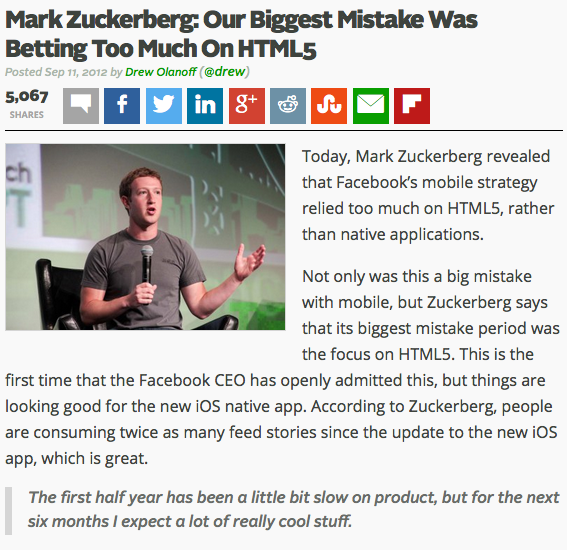 Mark Zuckerberg: Our Biggest Mistake Was
Betting Too Much On HTML5
Posted Sep 11, 2012 by Drew Olanoff (@drew)
5,067
SHARES
f
in
g+
ch
PT
Today, Mark Zuckerberg revealed
that Facebook’s mobile strategy
relied too much on HTML5, rather
than native applications.
Not only was this a big mistake
with mobile, but Zuckerberg says
that its biggest mistake period was
the focus on HTML5. This is the
first time that the Facebook CEO has openly admitted this, but things are
looking good for the new iOS native app. According to Zuckerberg, people
are consuming twice as many feed stories since the update to the new iOS
app, which is great.
The first half year has been a little bit slow on product, but for the next
six months I expect a lot of really cool stuff.